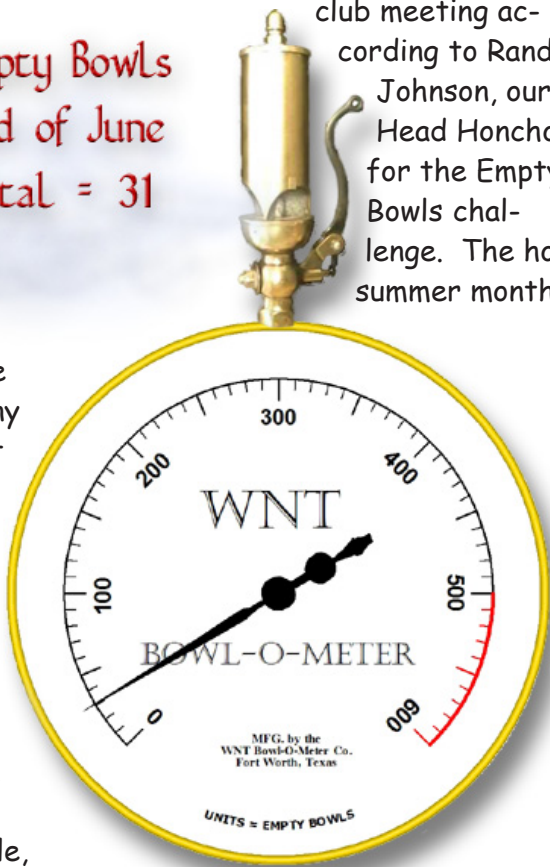 club meeting ac-
cording to Rand
Johnson, our
Head Honcho
for the Empty
Bowls chal-
lenge. The ho
summer month
pty Bowls
d of June
tal = 31
e
ny
0
100
200
300
400
500
600
WNT
BOWL-O-METER
MFG. by the
WNT Bowl-O-Meter Co.
Fort Worth, Texas
UNITS = EMPTY BOWLS
le,